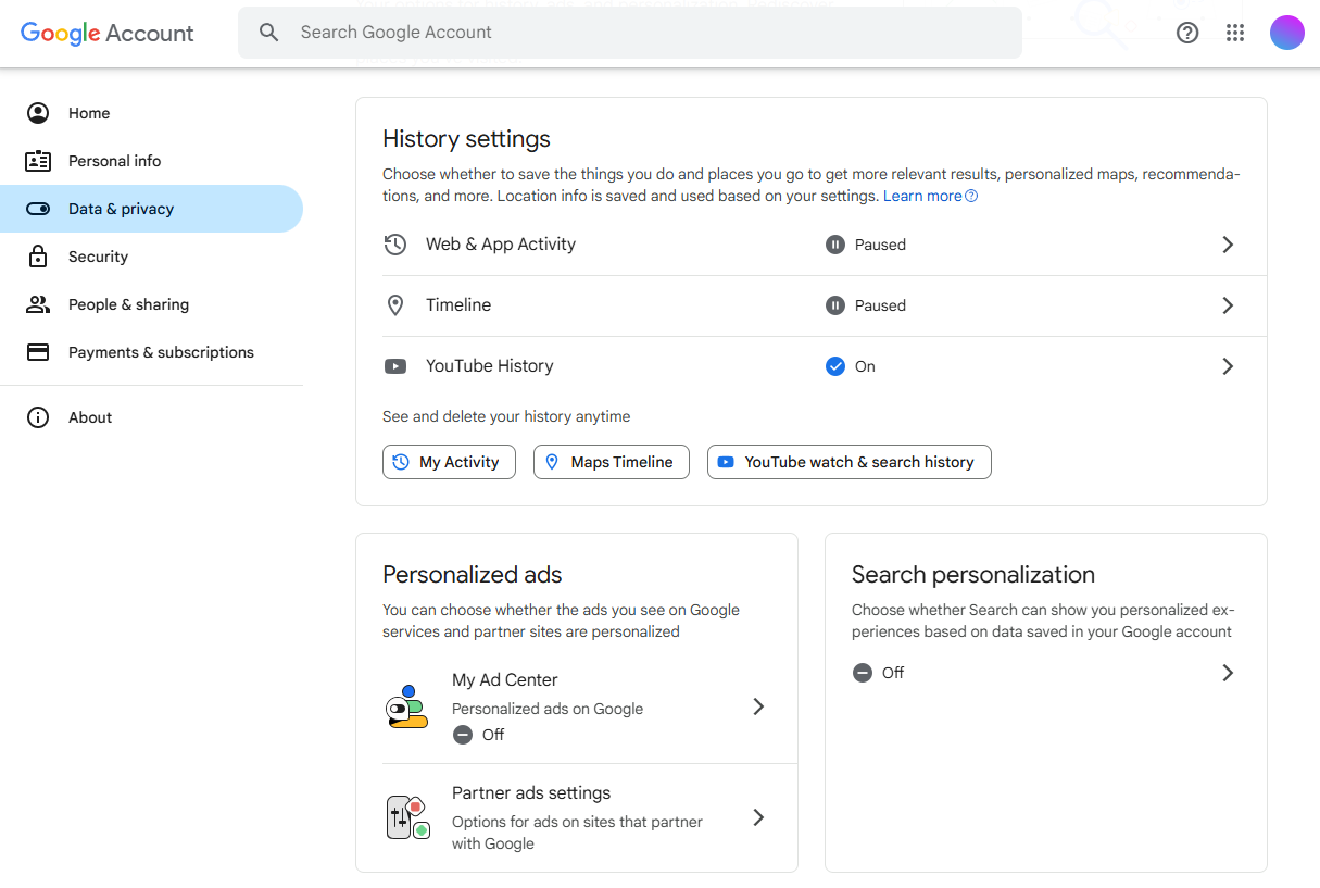 Google Account
Search Google Account
Home
Personal info
Data & privacy
Security
People & sharing
Payments & subscriptions
About
History settings
Choose whether to save the things you do and places you go to get more relevant results, personalized maps, recommenda-
tions, and more. Location info is saved and used based on your settings. Learn more
Web & App Activity
Paused
Timeline
Paused
YouTube History
On
See and delete your history anytime
My Activity
Maps Timeline
YouTube watch & search history
Personalized ads
You can choose whether the ads you see on Google
services and partner sites are personalized
My Ad Center
Personalized ads on Google
Off
Partner ads settings
Options for ads on sites that partner
with Google
Search personalization
Choose whether Search can show you personalized ex-
periences based on data saved in your Google account
Off